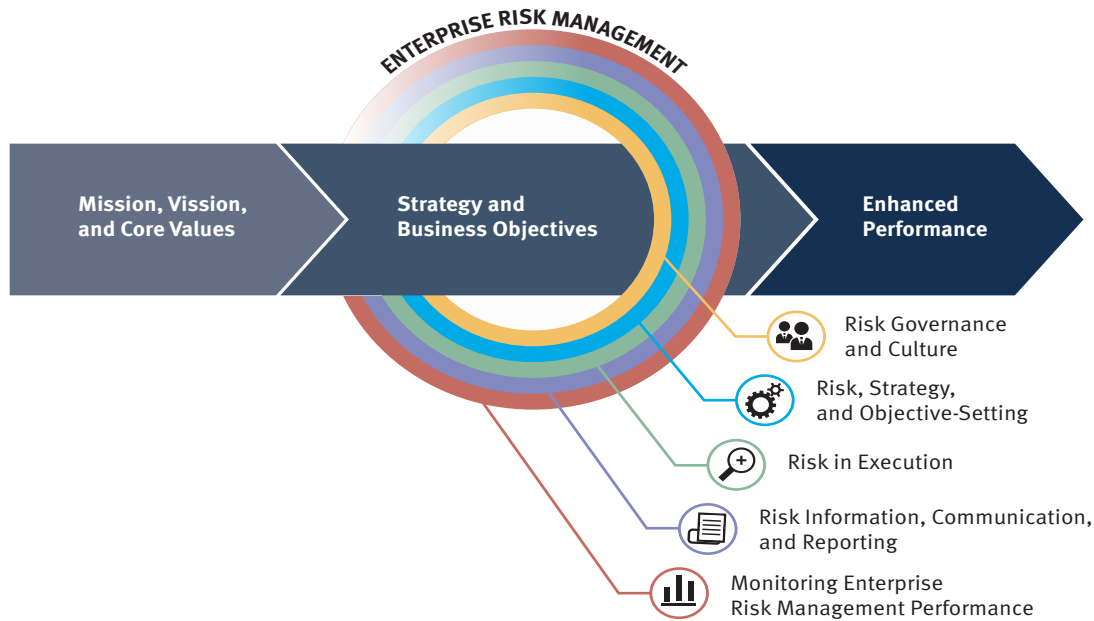 ENTERPRISE RISK MANAGEMENT
Mission, Vission,
and Core Values
Strategy and
Business Objectives
Enhanced
Performance
Risk Governance
and Culture
Risk, Strategy,
and Objective-Setting
Risk in Execution
Risk Information, Communication,
and Reporting
Monitoring Enterprise
Risk Management Performance